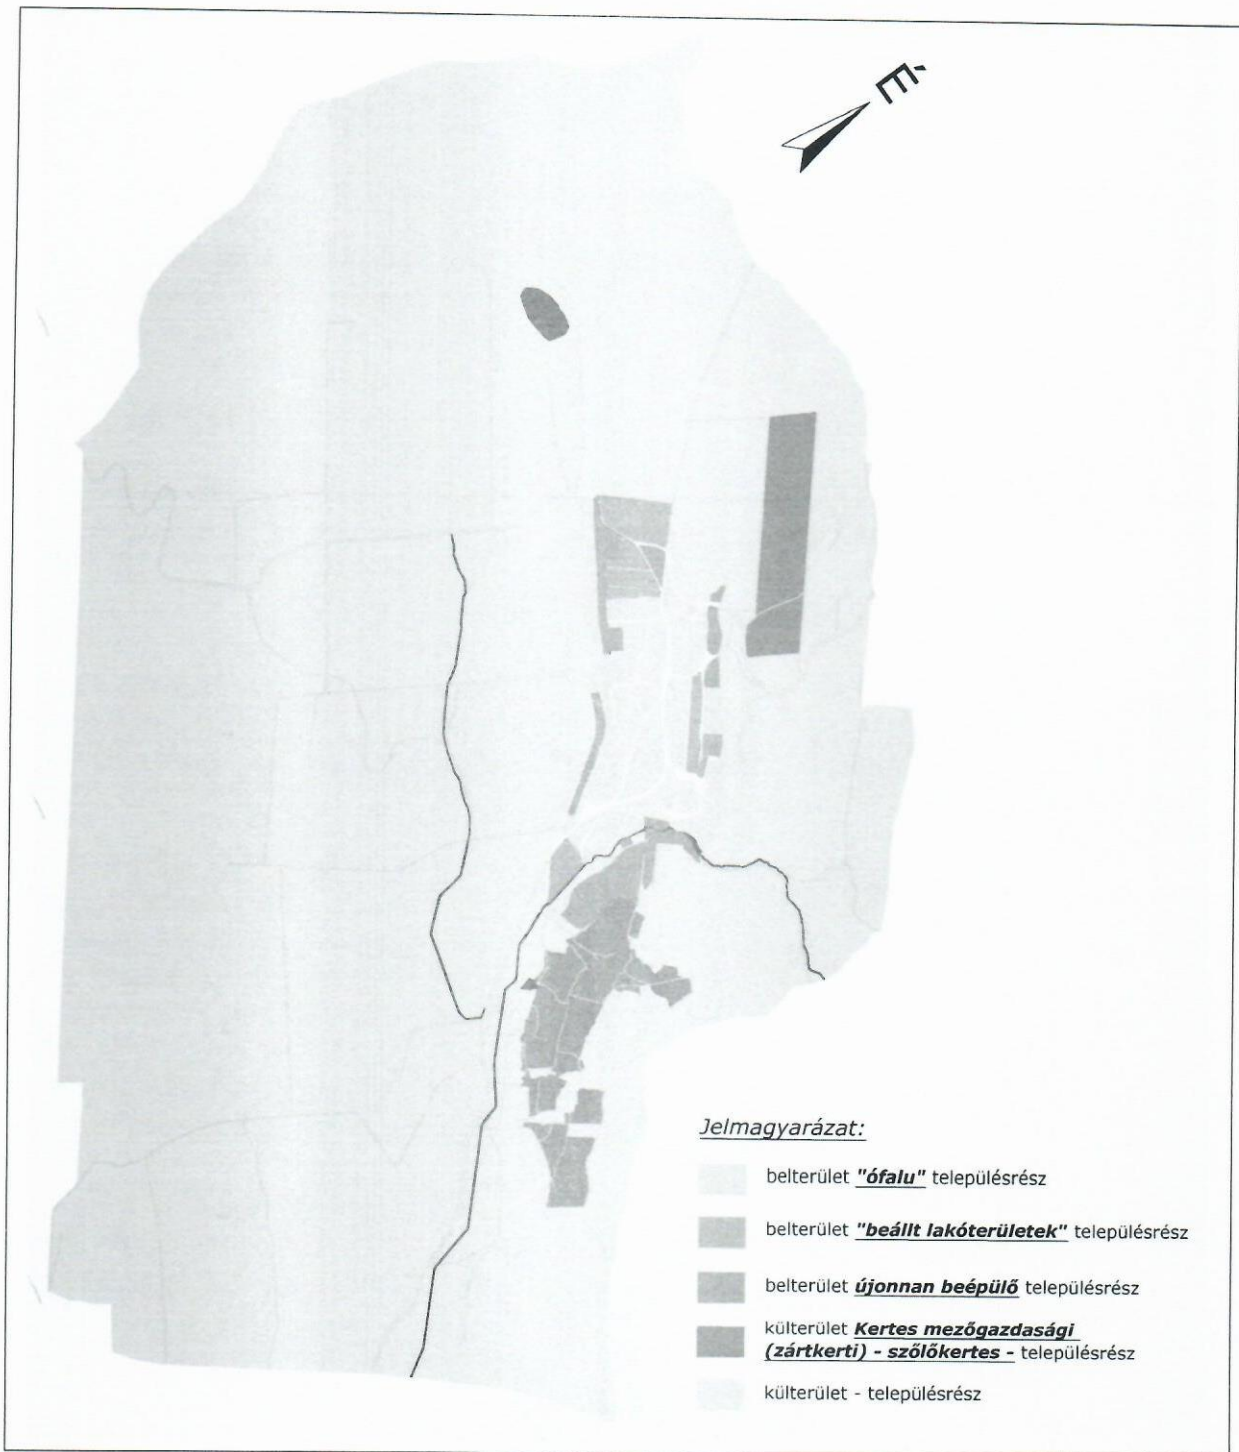 É
Jelmagyarázat:
belterület "ófalu" településrész
belterület "beállt lakóterületek" településrész
belterület újonnan beépülő településrész
külterület Kertes mezőgazdasági
(zártkerti) - szőlőkertes - településrész
külterület - településrész